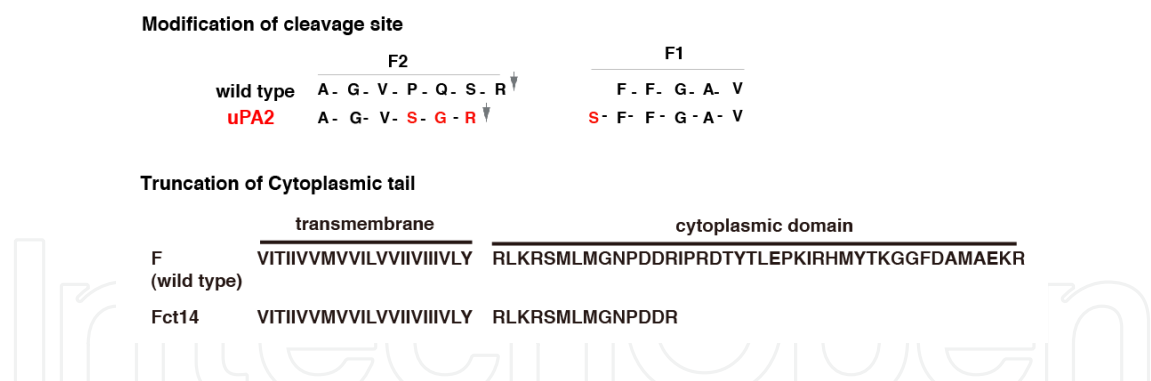 Modification of cleavage site
F2 F1
wild type A - G - V - P - Q - S - R F - F - G - A - V
uPA2 A - G - V - S - G - R S - F - F - G - A - V
Truncation of Cytoplasmic tail
transmembrane cytoplasmic domain
F VITIIVVMVVILVVIIVIIIVLY RLKRSMLMGNPDDRIPRDTYTLEPKIRHMYTKGGFDAMAEKR
(wild type)
Fct14 VITIIVVMVVILVVIIVIIIVLY RLKRSMLMGNPDDR
IntechOpen